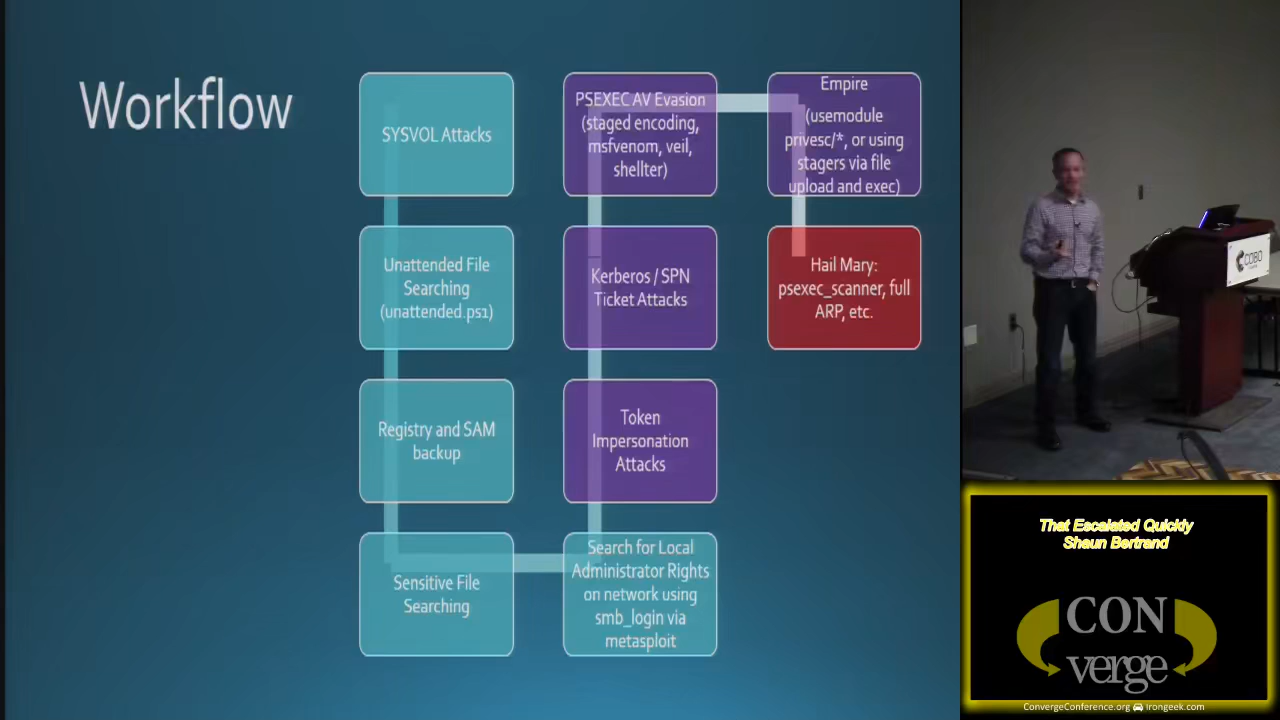 Workflow
SYSVOL Attacks
Unattended File
Searching
(unattended.ps1)
Registry and SAM
backup
Sensitive File
Searching
Search for Local
Administrator Rights
on network using
smb_login via
metasploit
Token
Impersonation
Attacks
Kerberos / SPN
Ticket Attacks
PSEXEC AV Evasion
(staged encoding,
msfvenom, veil,
shellter)
Empire
(usemodule
privesc/*, or using
stagers via file
upload and exec)
Hail Mary:
psexec_scanner, full
ARP, etc.
COBO
That Escalated Quickly
Shaun Bertrand
CON
verge
ConvergeConference.org Irongeek.com